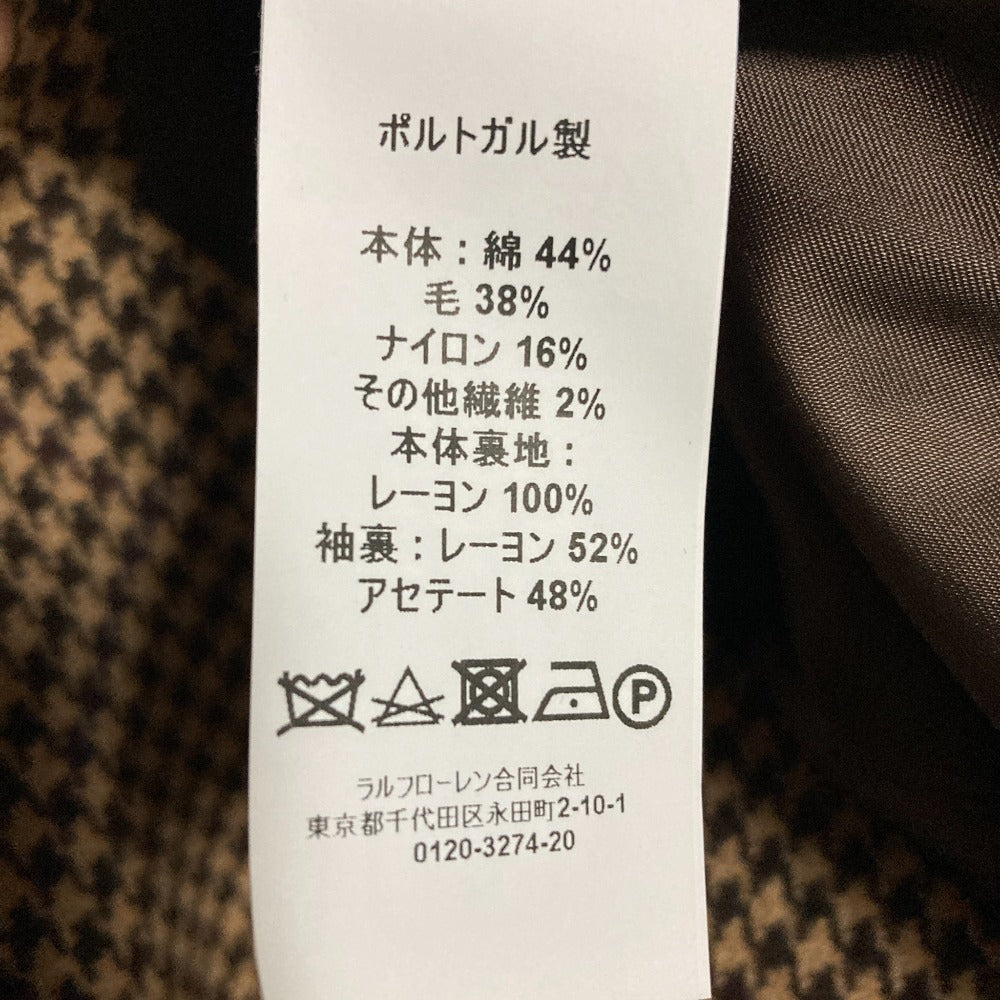 ポルトガル製
本体：綿 44%
毛 38%
ナイロン 16%
その他繊維 2%
本体裏地：
レーヨン 100%
袖裏：レーヨン 52%
アセテート 48%
P
ラルフローレン合同会社
東京都千代田区永田町2-10-1
0120-3274-20